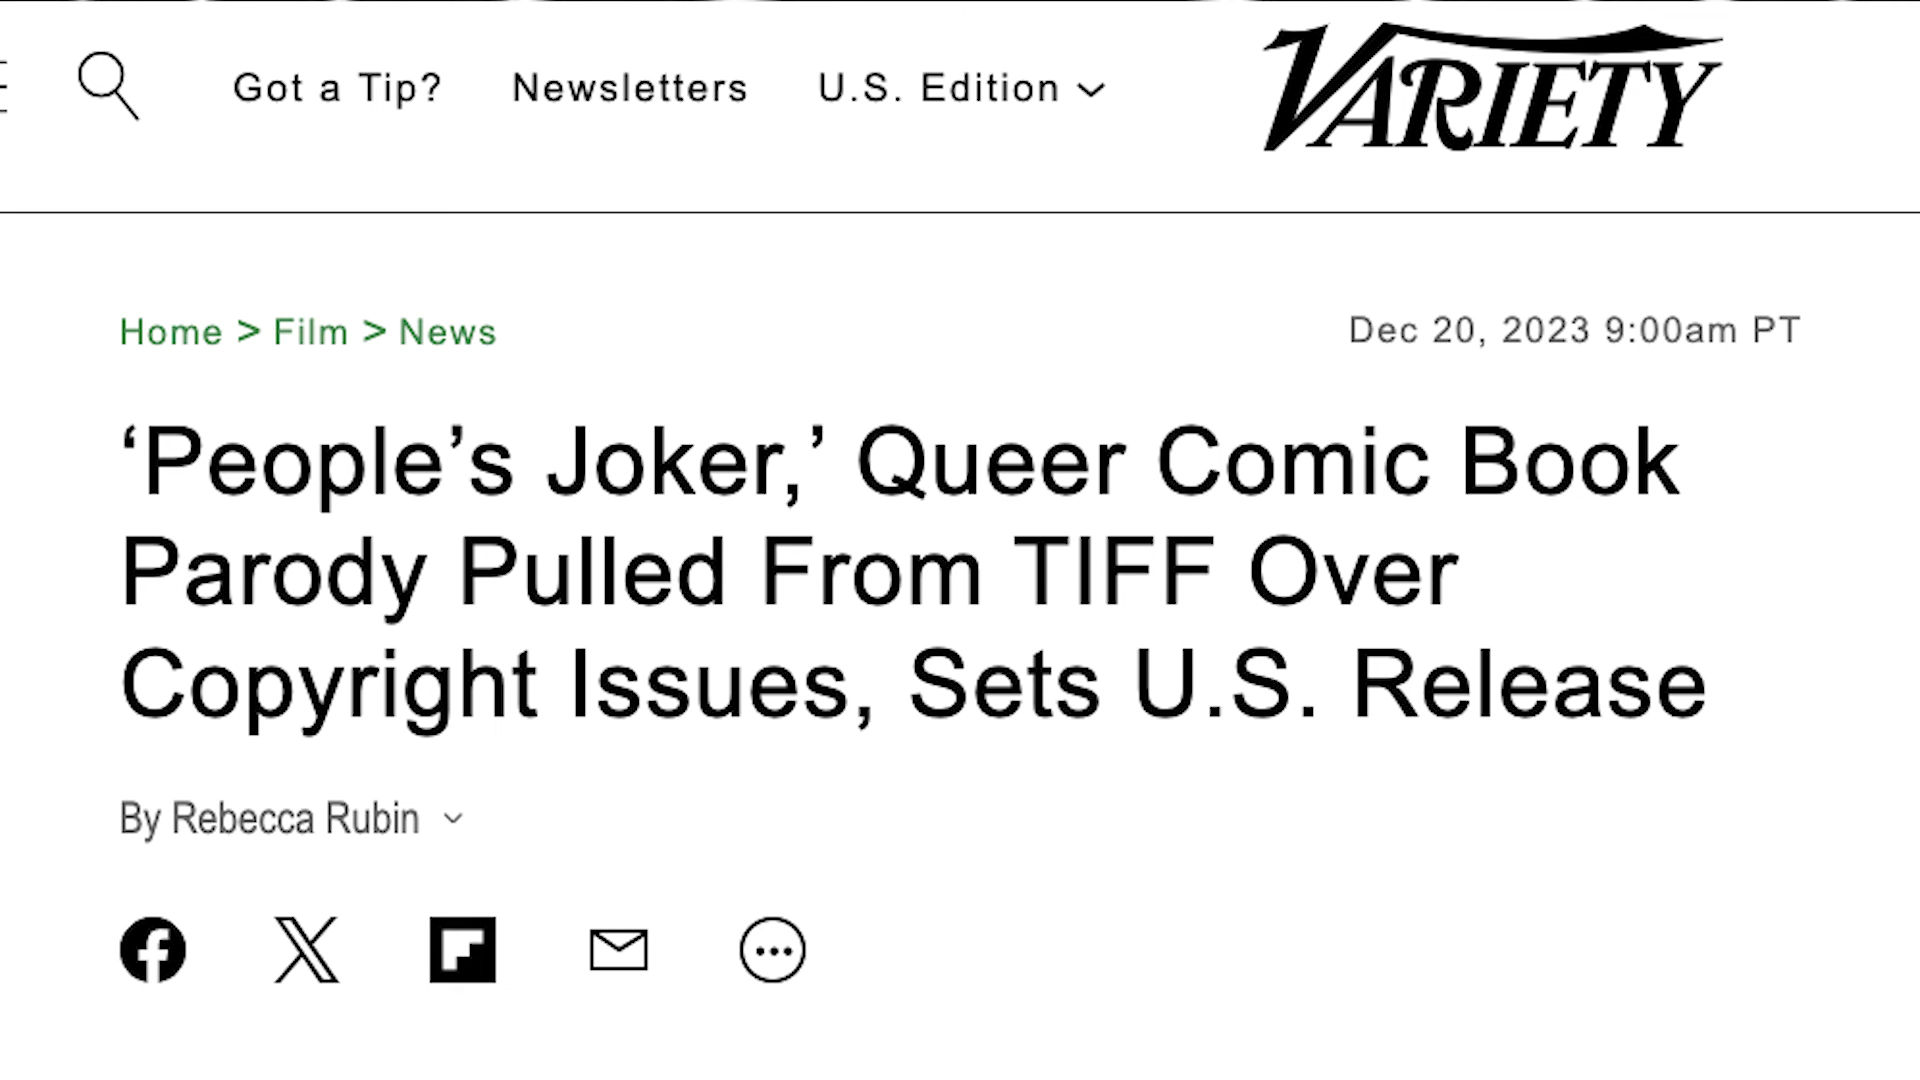 Got a Tip? Newsletters U.S. Edition VARIETY
Home > Film > News Dec 20, 2023 9:00am PT
‘People’s Joker,’ Queer Comic Book
Parody Pulled From TIFF Over
Copyright Issues, Sets U.S. Release
By Rebecca Rubin